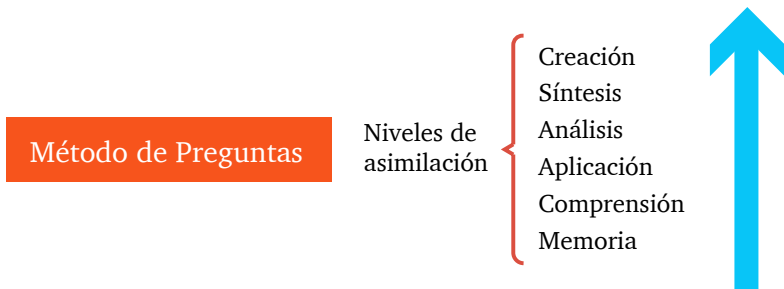 Método de Preguntas
Niveles de
asimilación
Creación
Síntesis
Análisis
Aplicación
Comprensión
Memoria